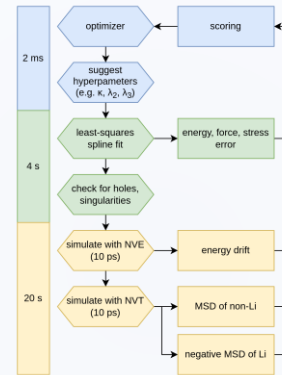 2 ms
optimizer
scoring
suggest
hyperpameters
(e.g. κ, λ₂, λ₃)
4 s
least-squares
spline fit
energy, force, stress
error
check for holes,
singularities
20 s
simulate with NVE
(10 ps)
energy drift
simulate with NVT
(10 ps)
MSD of non-Li
negative MSD of Li